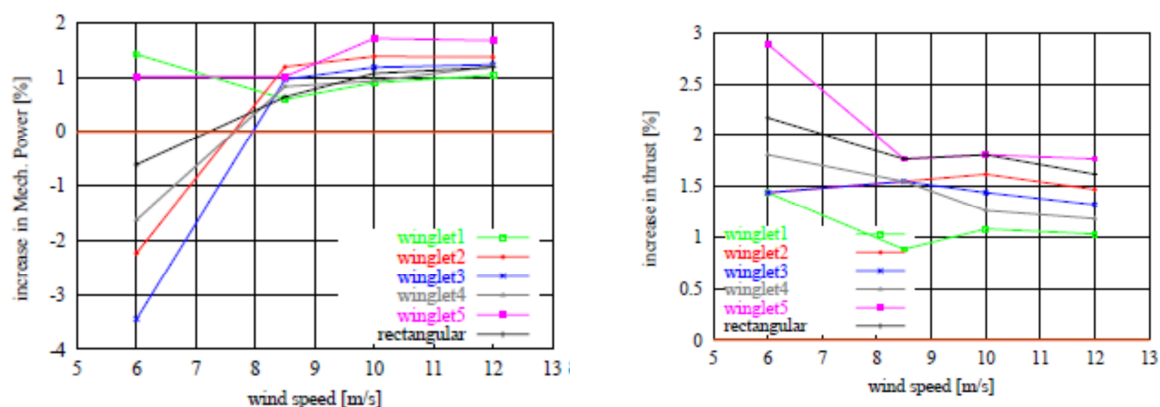 2
1
0
-1
-2
-3
-4
increase in Mech. Power [%]
winglet1
winglet2
winglet3
winglet4
winglet5
rectangular
5 6 7 8 9 10 11 12 13
wind speed [m/s]
3
2.5
2
1.5
1
0.5
0
increase in thrust [%]
winglet1
winglet2
winglet3
winglet4
winglet5
rectangular
5 6 7 8 9 10 11 12 13
wind speed [m/s]